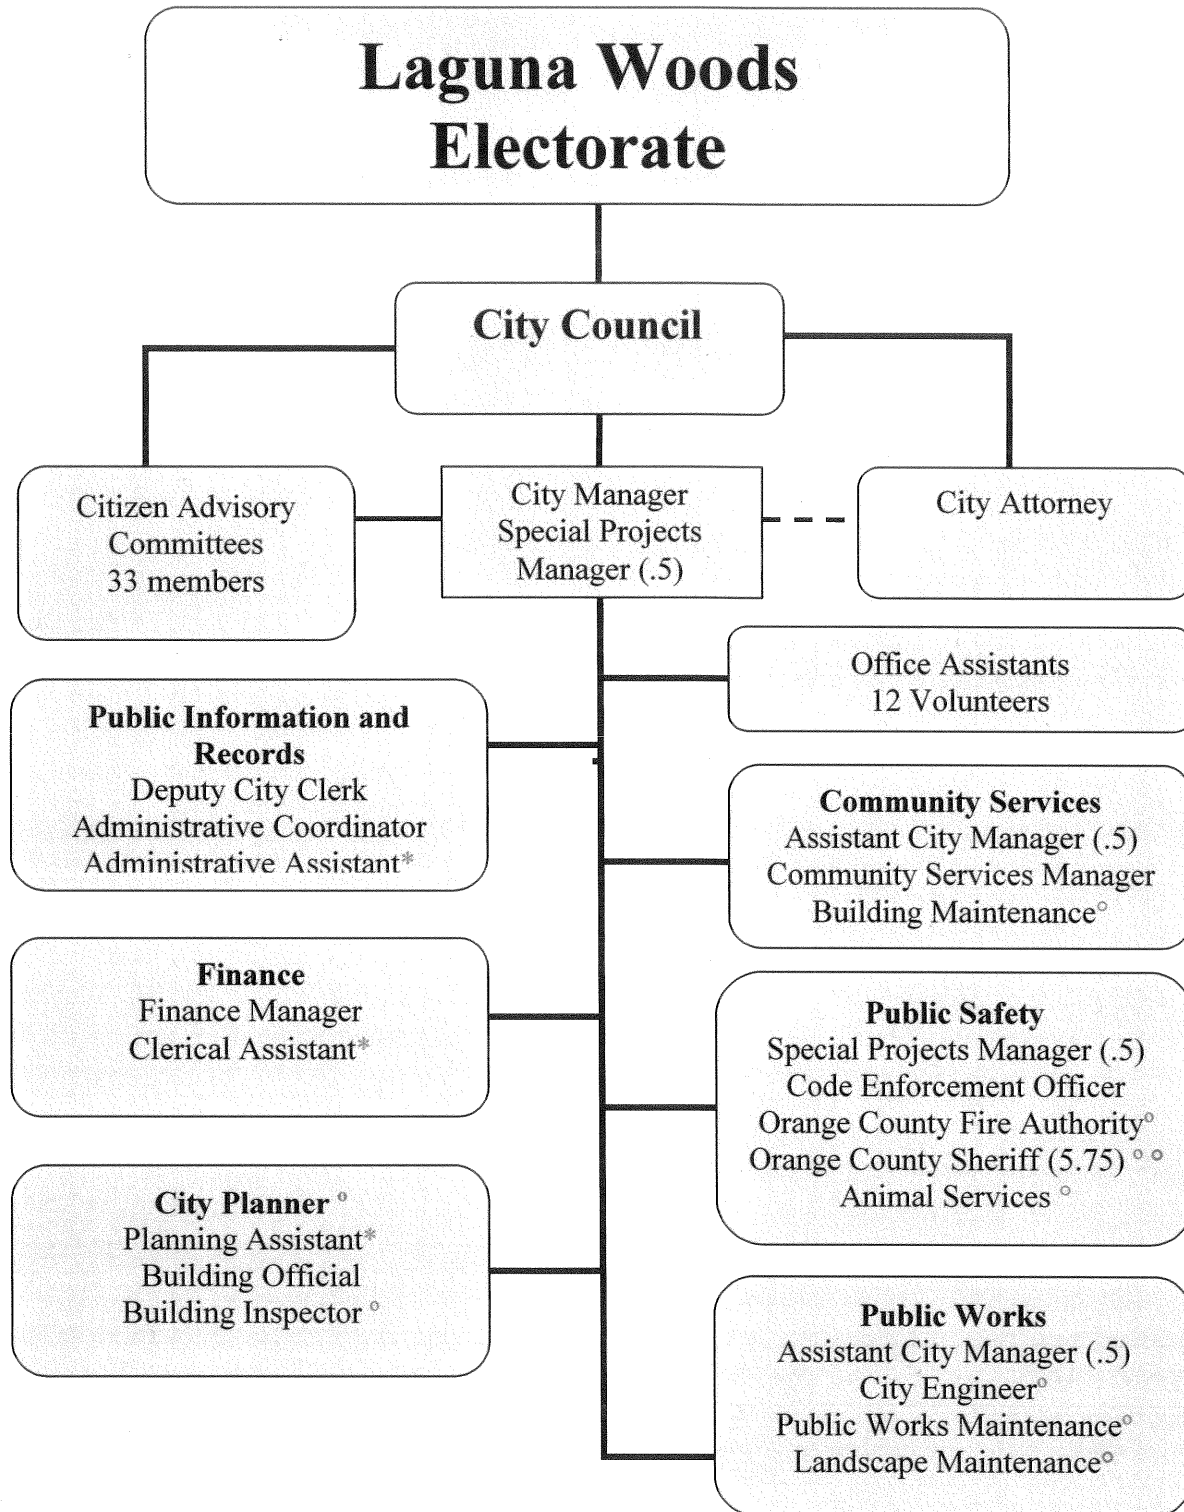 Laguna Woods
Electorate
City Council
Citizen Advisory
Committees
33 members
City Manager
Special Projects
Manager (.5)
City Attorney
Office Assistants
12 Volunteers
Public Information and
Records
Deputy City Clerk
Administrative Coordinator
Administrative Assistant*
Community Services
Assistant City Manager (.5)
Community Services Manager
Building Maintenance°
Finance
Finance Manager
Clerical Assistant*
Public Safety
Special Projects Manager (.5)
Code Enforcement Officer
Orange County Fire Authority°
Orange County Sheriff (5.75) ° °
Animal Services °
City Planner °
Planning Assistant*
Building Official
Building Inspector °
Public Works
Assistant City Manager (.5)
City Engineer°
Public Works Maintenance°
Landscape Maintenance°